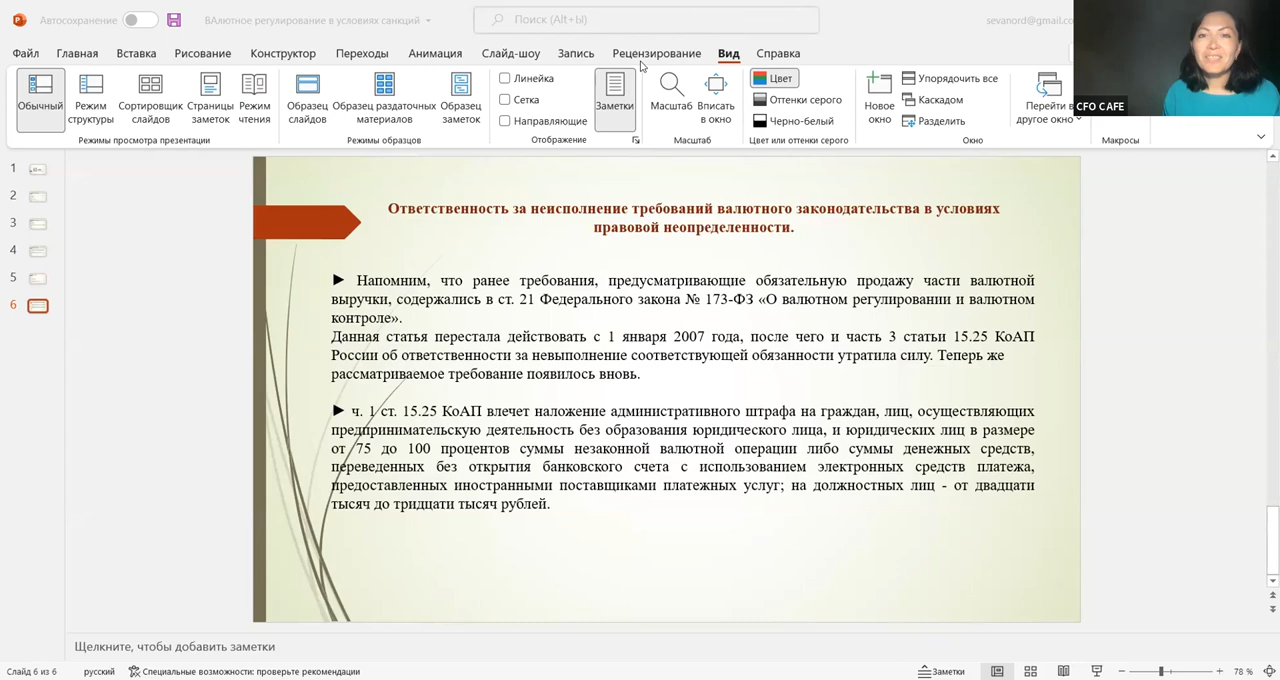 Автосохранение
ВАлютное регулирование в условиях санкций
Поиск (Alt+Ы)
sevanord@gmail.co
Файл Главная Вставка Рисование Конструктор Переходы Анимация Слайд-шоу Запись Рецензирование Вид Справка
Обычный
Режим структуры
Сортировщик слайдов
Страницы заметок
Режим чтения
Режимы просмотра презентации
Образец слайдов
Образец раздаточных материалов
Образец заметок
Режимы образцов
Линейка
Сетка
Направляющие
Заметки
Отображение
Масштаб
Вписать в окно
Масштаб
Цвет
Оттенки серого
Черно-белый
Цвет или оттенки серого
Новое окно
Упорядочить все
Каскадом
Разделить
Перейти в другое окно
Окно
Макросы
CFO CAFE
1
2
3
4
5
6
Ответственность за неисполнение требований валютного законодательства в условиях
правовой неопределенности.
► Напомним, что ранее требования, предусматривающие обязательную продажу части валютной
выручки, содержались в ст. 21 Федерального закона № 173-ФЗ «О валютном регулировании и валютном
контроле».
Данная статья перестала действовать с 1 января 2007 года, после чего и часть 3 статьи 15.25 КоАП
России об ответственности за невыполнение соответствующей обязанности утратила силу. Теперь же
рассматриваемое требование появилось вновь.
► ч. 1 ст. 15.25 КоАП влечет наложение административного штрафа на граждан, лиц, осуществляющих
предпринимательскую деятельность без образования юридического лица, и юридических лиц в размере
от 75 до 100 процентов суммы незаконной валютной операции либо суммы денежных средств,
переведенных без открытия банковского счета с использованием электронных средств платежа,
предоставленных иностранными поставщиками платежных услуг; на должностных лиц - от двадцати
тысяч до тридцати тысяч рублей.
Щелкните, чтобы добавить заметки
Слайд 6 из 6
русский
Специальные возможности: проверьте рекомендации
Заметки
78 %